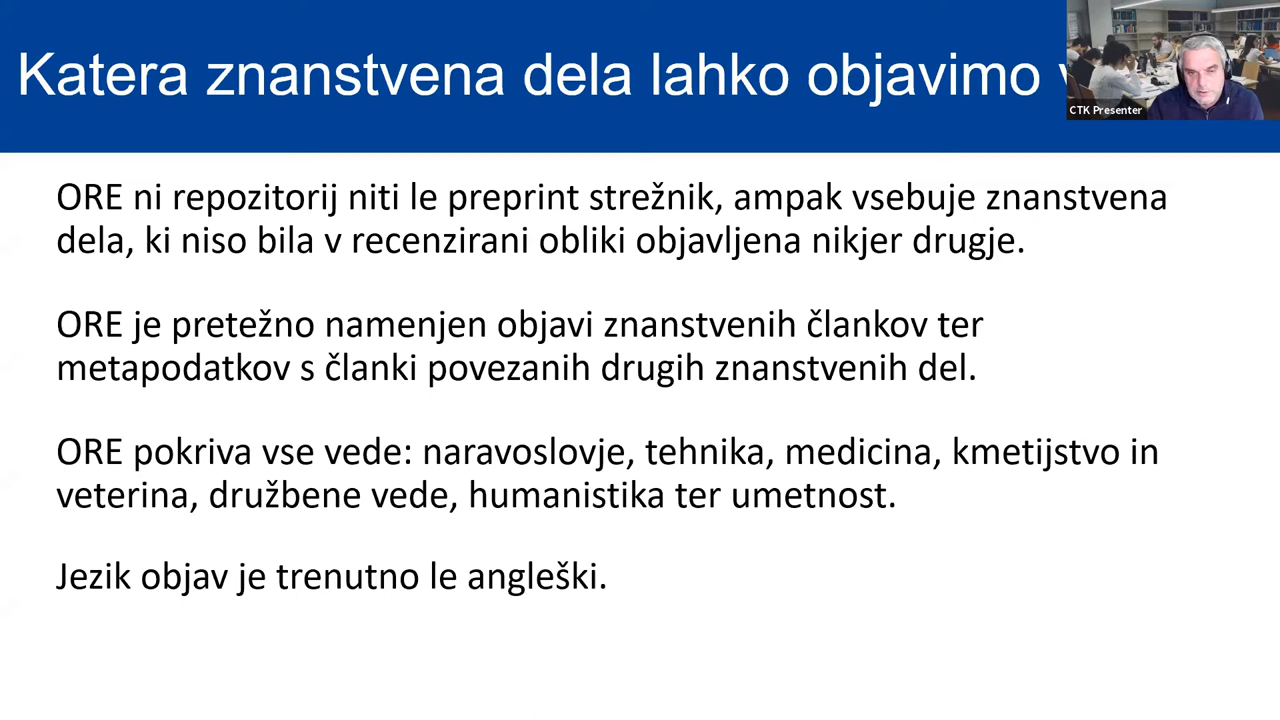 Katera znanstvena dela lahko objavimo v
CTK Presenter
ORE ni repozitorij niti le preprint strežnik, ampak vsebuje znanstvena
dela, ki niso bila v recenzirani obliki objavljena nikjer drugje.
ORE je pretežno namenjen objavi znanstvenih člankov ter
metapodatkov s članki povezanih drugih znanstvenih del.
ORE pokriva vse vede: naravoslovje, tehnika, medicina, kmetijstvo in
veterina, družbene vede, humanistika ter umetnost.
Jezik objav je trenutno le angleški.